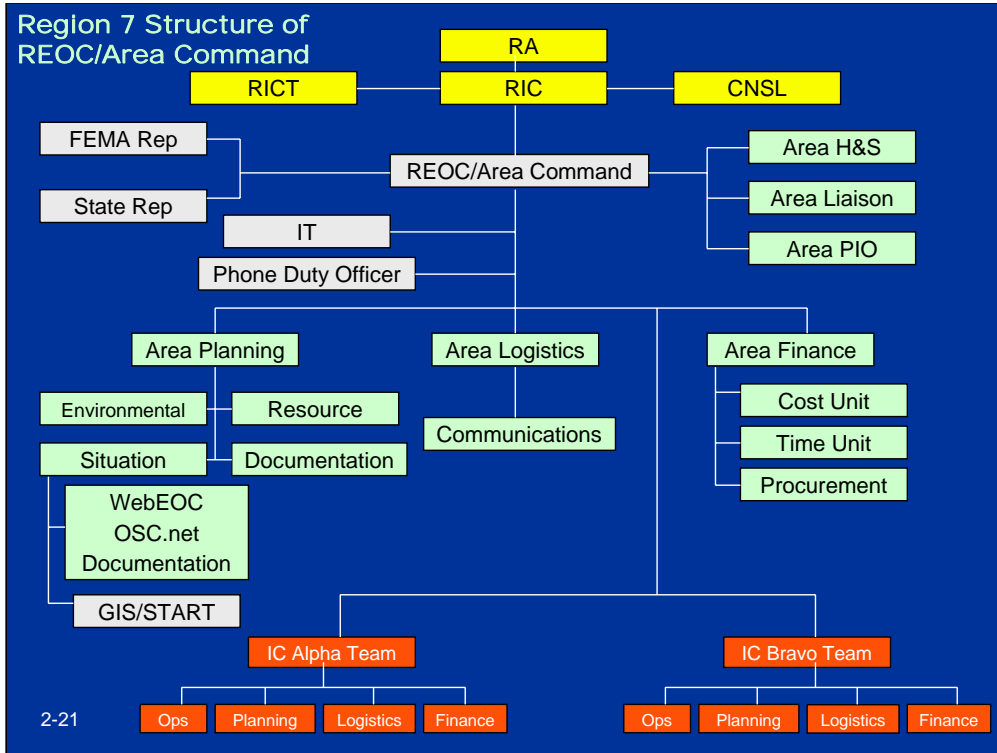 Region 7 Structure of
REOC/Area Command
RA
RICT
RIC
CNSL
FEMA Rep
State Rep
REOC/Area Command
Area H&S
Area Liaison
Area PIO
IT
Phone Duty Officer
Area Planning
Area Logistics
Area Finance
Environmental
Resource
Situation
Documentation
WebEOC
OSC.net
Documentation
GIS/START
Communications
Cost Unit
Time Unit
Procurement
IC Alpha Team
IC Bravo Team
Ops
Planning
Logistics
Finance
Ops
Planning
Logistics
Finance
2-21